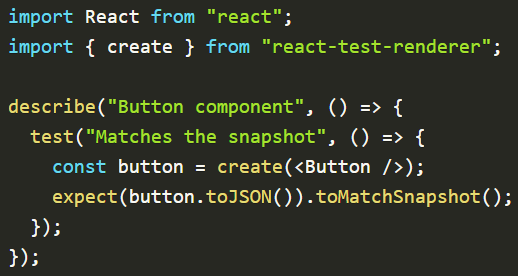 import React from "react";
import { create } from "react-test-renderer";
describe("Button component", () => {
test("Matches the snapshot", () => {
const button = create(<Button />);
expect(button.toJSON()).toMatchSnapshot();
});
});